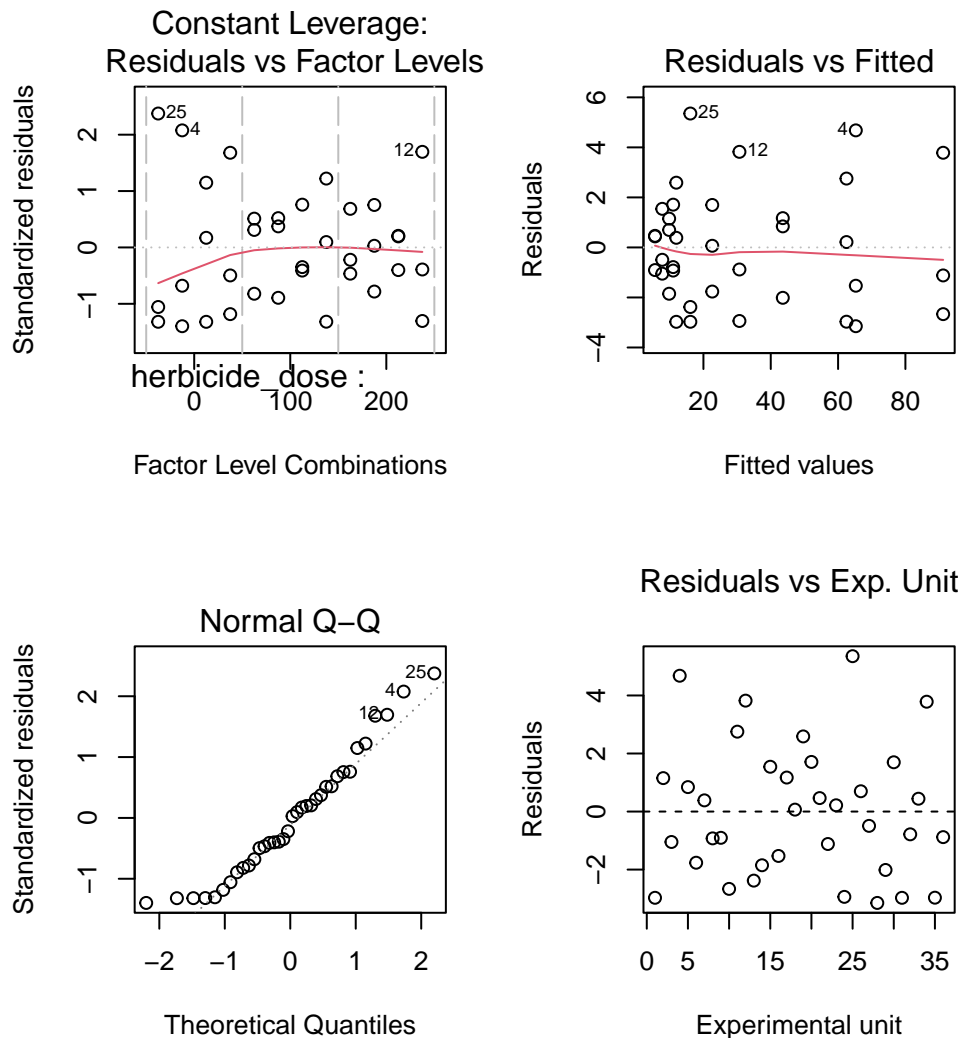 Constant Leverage:
Residuals vs Factor Levels
Standardized residuals
2
1
0
−1
25
4
12
herbicide_dose :
0 100 200
Factor Level Combinations
Residuals vs Fitted
Residuals
6
4
2
0
−4
25
4
12
20 40 60 80
Fitted values
Normal Q−Q
Standardized residuals
2
1
0
−1
25
4
12
−2 −1 0 1 2
Theoretical Quantiles
Residuals vs Exp. Unit
Residuals
4
2
0
−2
0 5 15 25 35
Experimental unit